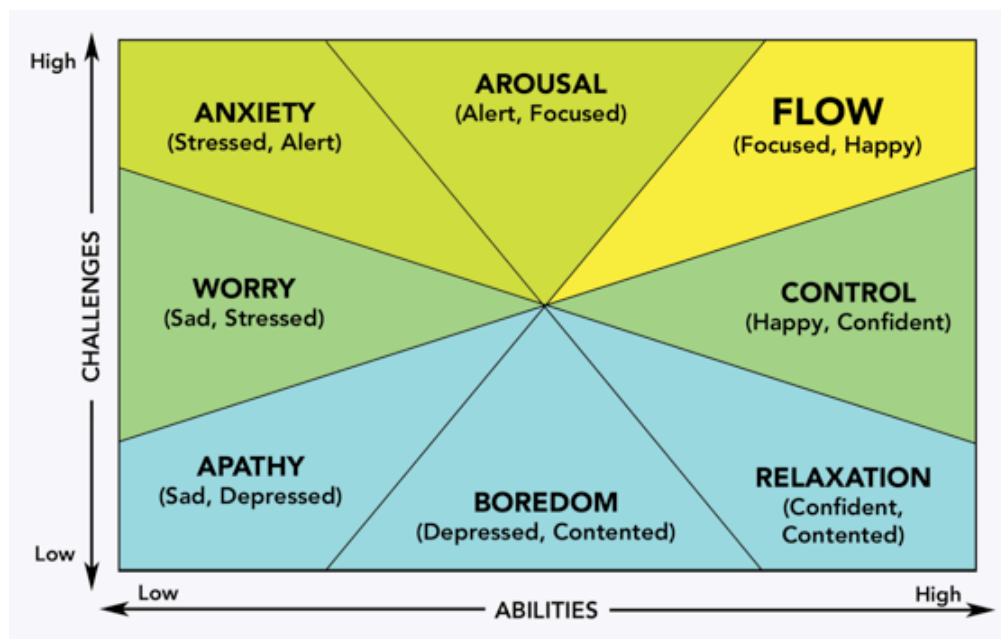 High
ANXIETY
(Stressed, Alert)
AROUSAL
(Alert, Focused)
FLOW
(Focused, Happy)
CHALLENGES
WORRY
(Sad, Stressed)
CONTROL
(Happy, Confident)
APATHY
(Sad, Depressed)
BOREDOM
(Depressed, Contented)
RELAXATION
(Confident,
Contented)
Low
Low
ABILITIES
High